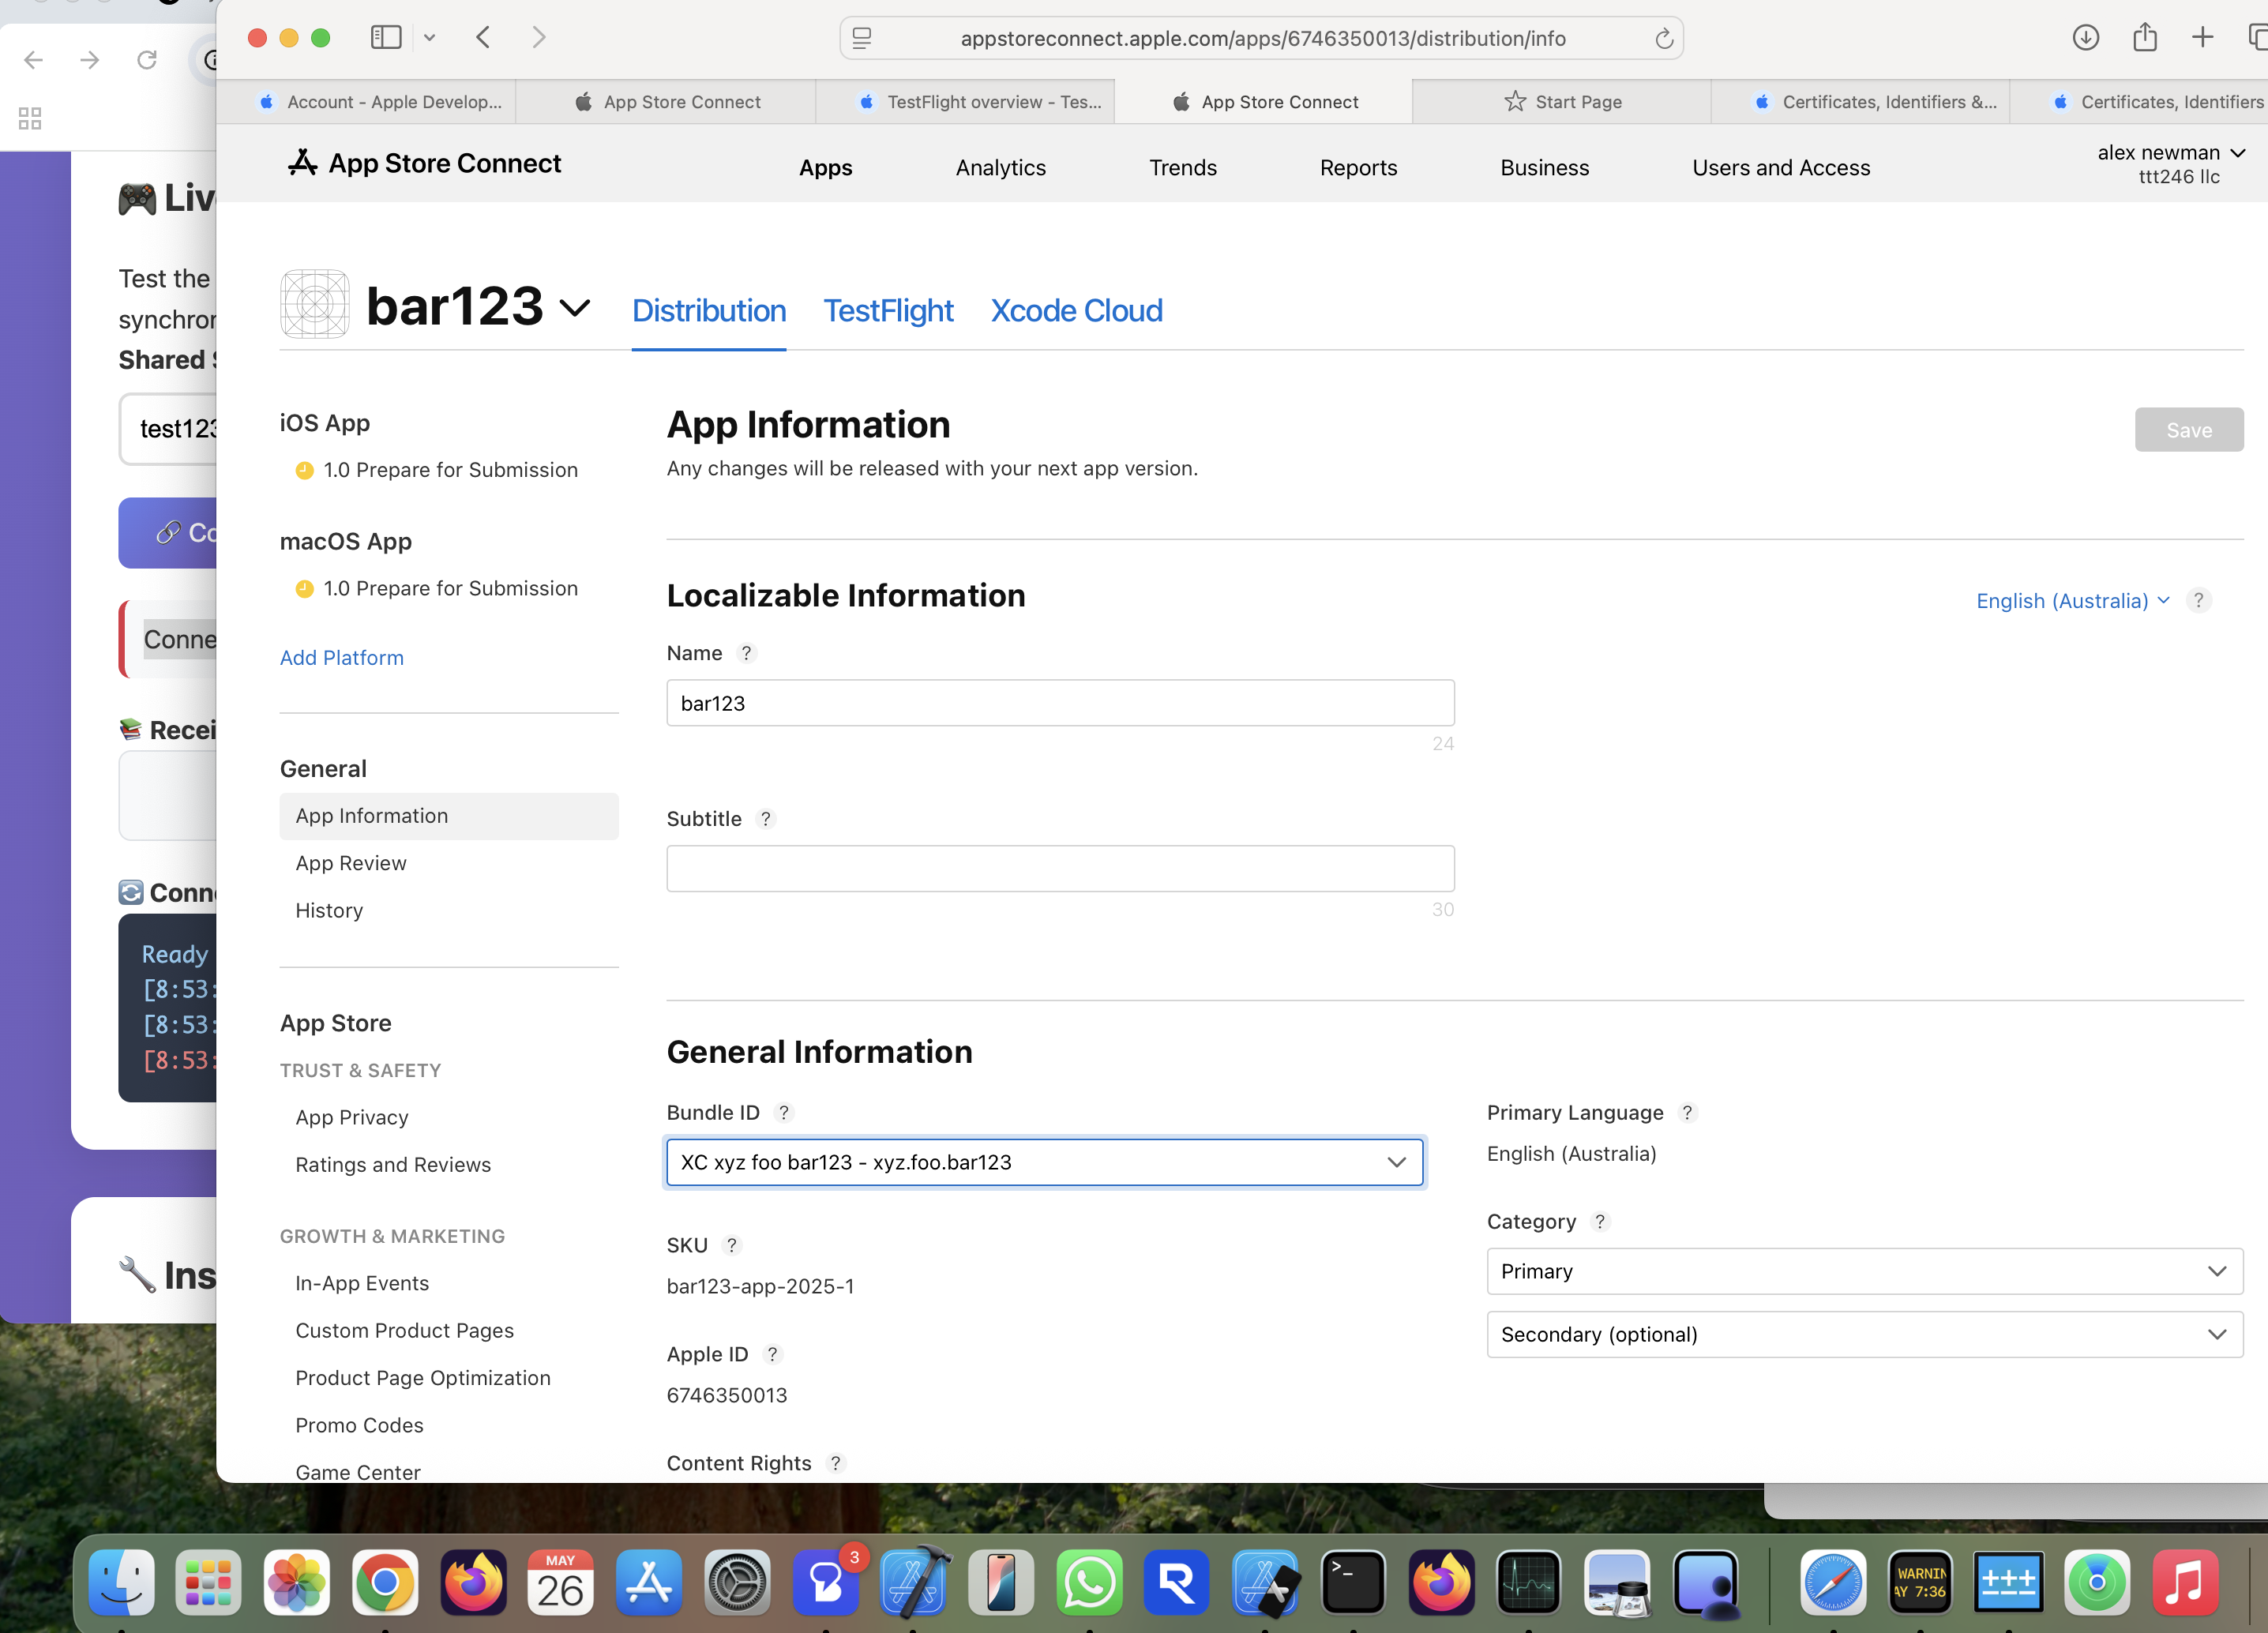 appstoreconnect.apple.com/apps/6746350013/distribution/info
Account - Apple Develop...
App Store Connect
TestFlight overview - Tes...
App Store Connect
Start Page
Certificates, Identifiers &...
Certificates, Identifiers
App Store Connect
Apps
Analytics
Trends
Reports
Business
Users and Access
alex newman
ttt246 llc
bar123
Distribution
TestFlight
Xcode Cloud
iOS App
1.0 Prepare for Submission
macOS App
1.0 Prepare for Submission
Add Platform
General
App Information
App Review
History
App Store
TRUST & SAFETY
App Privacy
Ratings and Reviews
GROWTH & MARKETING
In-App Events
Custom Product Pages
Product Page Optimization
Promo Codes
Game Center
App Information
Save
Any changes will be released with your next app version.
Localizable Information
English (Australia)
?
Name ?
bar123
24
Subtitle ?
30
General Information
Bundle ID ?
XC xyz foo bar123 - xyz.foo.bar123
SKU ?
bar123-app-2025-1
Apple ID ?
6746350013
Content Rights ?
Primary Language ?
English (Australia)
Category ?
Primary
Secondary (optional)
Liv
Test the
synchror
Shared S
test123
Co
Conne
Recei
Conn
Ready
[8:53:
[8:53:
[8:53:
Ins
MAY
26
3
>_
WARNIN
AY 7:36